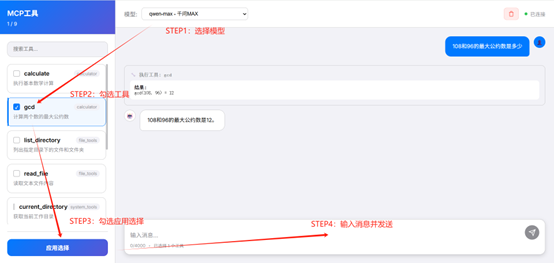 MCP工具
1 / 9
模型:
qwen-max - 千问MAX
已连接
STEP1：选择模型
搜索工具...
108和96的最大公约数是多少
calculate
calculator
执行基本数学计算
执行工具: gcd
结果:
gcd(108, 96) = 12
STEP2：勾选工具
gcd
calculator
计算两个数的最大公约数
108和96的最大公约数是12。
list_directory
file_tools
列出指定目录下的文件和文件夹
read_file
file_tools
读取文本文件内容
current_directory
system_tools
获取当前工作目录
STEP3：勾选应用选择
STEP4：输入消息并发送
输入消息...
0/4000
已选择 1 个工具
应用选择